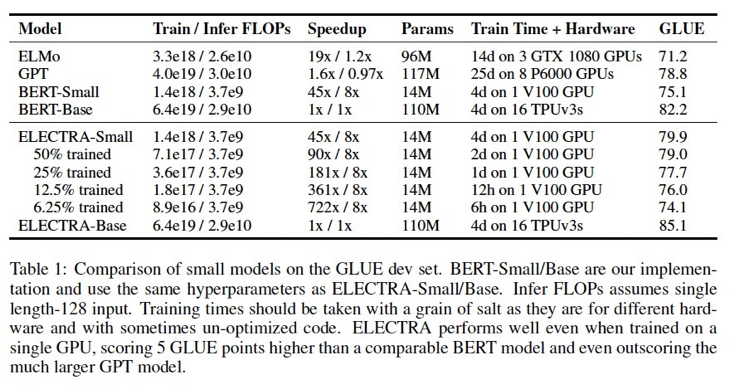 Model Train / Infer FLOPs Speedup Params Train Time + Hardware GLUE
ELMo 3.3e18 / 2.6e10 19x / 1.2x 96M 14d on 3 GTX 1080 GPUs 71.2
GPT 4.0e19 / 3.0e10 1.6x / 0.97x 117M 25d on 8 P6000 GPUs 78.8
BERT-Small 1.4e18 / 3.7e9 45x / 8x 14M 4d on 1 V100 GPU 75.1
BERT-Base 6.4e19 / 2.9e10 1x / 1x 110M 4d on 16 TPUv3s 82.2
ELECTRA-Small 1.4e18 / 3.7e9 45x / 8x 14M 4d on 1 V100 GPU 79.9
50% trained 7.1e17 / 3.7e9 90x / 8x 14M 2d on 1 V100 GPU 79.0
25% trained 3.6e17 / 3.7e9 181x / 8x 14M 1d on 1 V100 GPU 77.7
12.5% trained 1.8e17 / 3.7e9 361x / 8x 14M 12h on 1 V100 GPU 76.0
6.25% trained 8.9e16 / 3.7e9 722x / 8x 14M 6h on 1 V100 GPU 74.1
ELECTRA-Base 6.4e19 / 2.9e10 1x / 1x 110M 4d on 16 TPUv3s 85.1
Table 1: Comparison of small models on the GLUE dev set. BERT-Small/Base are our implemen-
tation and use the same hyperparameters as ELECTRA-Small/Base. Infer FLOPs assumes single
length-128 input. Training times should be taken with a grain of salt as they are for different hard-
ware and with sometimes un-optimized code. ELECTRA performs well even when trained on a
single GPU, scoring 5 GLUE points higher than a comparable BERT model and even outscoring the
much larger GPT model.